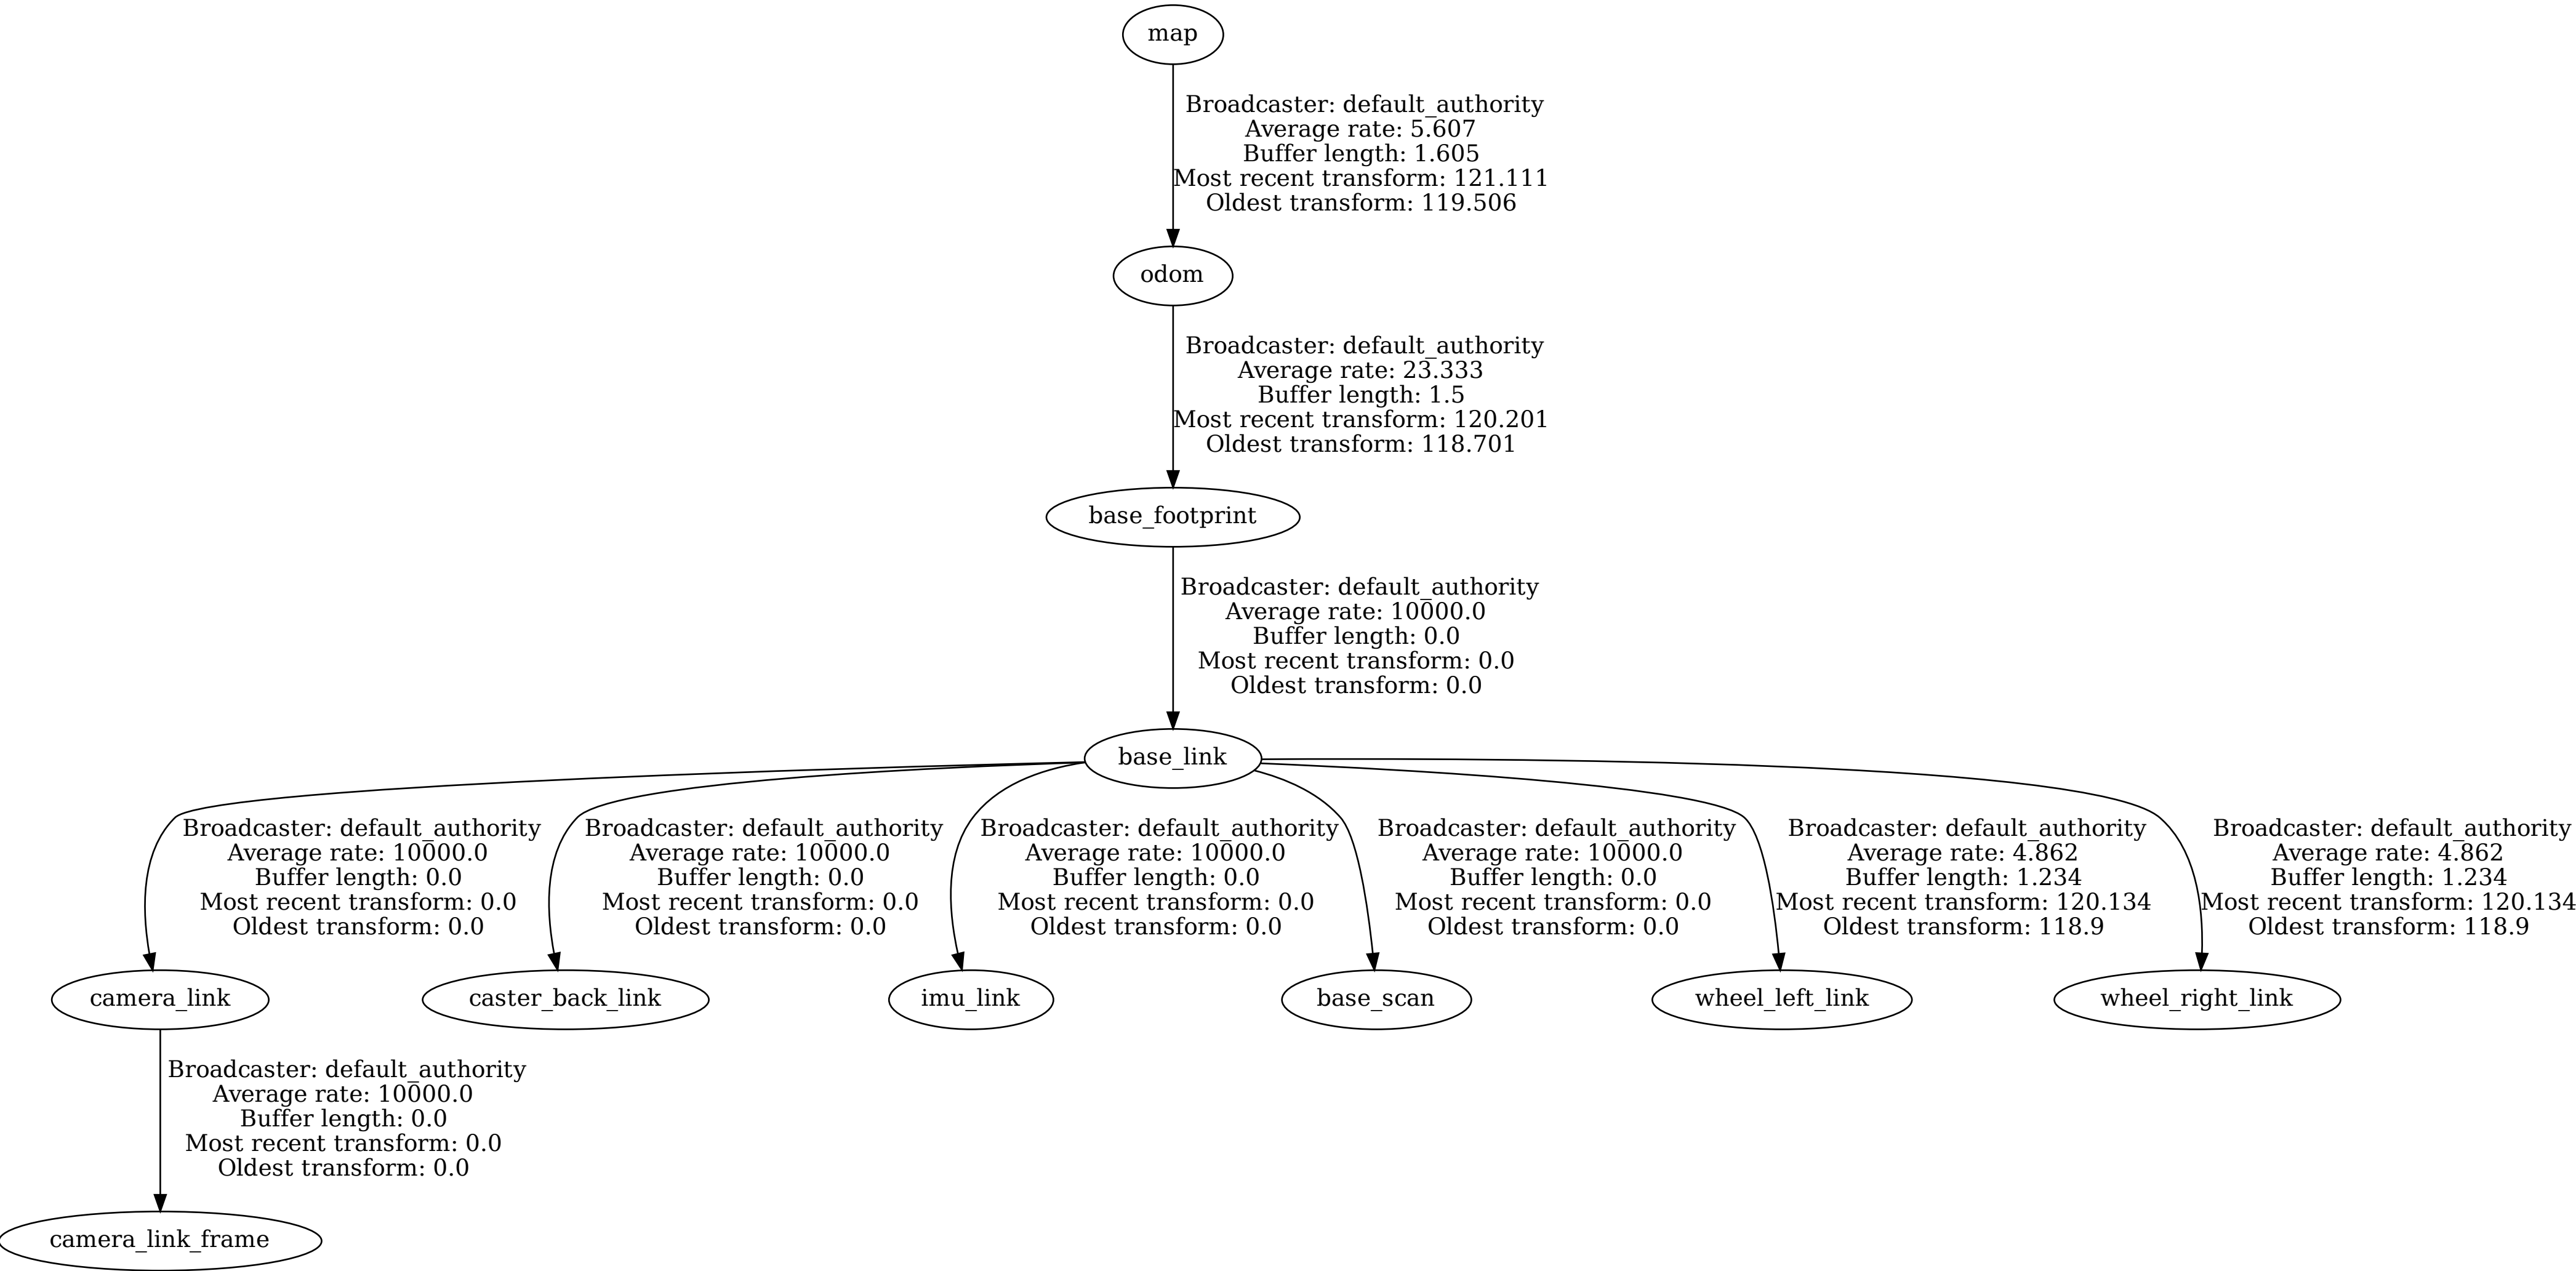 map
Broadcaster: default_authority
Average rate: 5.607
Buffer length: 1.605
Most recent transform: 121.111
Oldest transform: 119.506
odom
Broadcaster: default_authority
Average rate: 23.333
Buffer length: 1.5
Most recent transform: 120.201
Oldest transform: 118.701
base_footprint
Broadcaster: default_authority
Average rate: 10000.0
Buffer length: 0.0
Most recent transform: 0.0
Oldest transform: 0.0
base_link
Broadcaster: default_authority
Average rate: 10000.0
Buffer length: 0.0
Most recent transform: 0.0
Oldest transform: 0.0
Broadcaster: default_authority
Average rate: 10000.0
Buffer length: 0.0
Most recent transform: 0.0
Oldest transform: 0.0
Broadcaster: default_authority
Average rate: 10000.0
Buffer length: 0.0
Most recent transform: 0.0
Oldest transform: 0.0
Broadcaster: default_authority
Average rate: 10000.0
Buffer length: 0.0
Most recent transform: 0.0
Oldest transform: 0.0
Broadcaster: default_authority
Average rate: 4.862
Buffer length: 1.234
Most recent transform: 120.134
Oldest transform: 118.9
Broadcaster: default_authority
Average rate: 4.862
Buffer length: 1.234
Most recent transform: 120.134
Oldest transform: 118.9
camera_link
caster_back_link
imu_link
base_scan
wheel_left_link
wheel_right_link
Broadcaster: default_authority
Average rate: 10000.0
Buffer length: 0.0
Most recent transform: 0.0
Oldest transform: 0.0
camera_link_frame